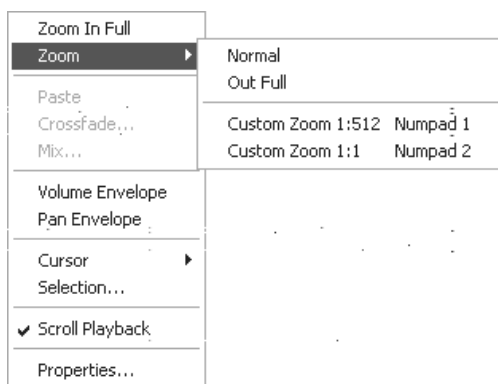 Zoom In Full
Zoom
Paste
Crossfade...
Mix...
Volume Envelope
Pan Envelope
Cursor
Selection...
Scroll Playback
Properties...
Normal
Out Full
Custom Zoom 1:512 Numpad 1
Custom Zoom 1:1 Numpad 2